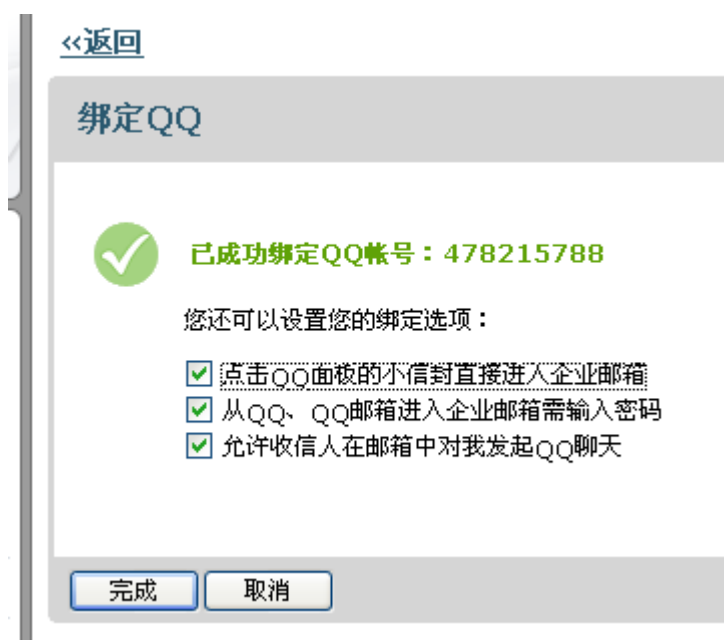 «返回
绑定QQ
已成功绑定QQ帐号：478215788
您还可以设置您的绑定选项：
点击QQ面板的小信封直接进入企业邮箱
从QQ、QQ邮箱进入企业邮箱需输入密码
允许收信人在邮箱中对我发起QQ聊天
完成 取消